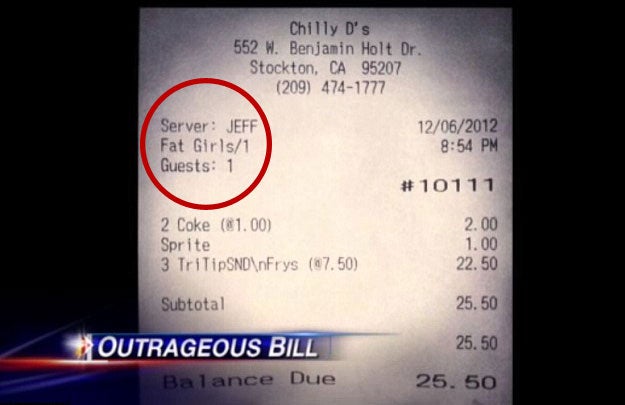 Chilly D's
552 W. Benjamin Holt Dr.
Stockton, CA 95207
(209) 474-1777
Server: JEFF 12/06/2012
Fat Girls/1 8:54 PM
Guests: 1
#10111
2 Coke (@1.00) 2.00
Sprite 1.00
3 TriTipSND\nFrys (@7.50) 22.50
Subtotal 25.50
25.50
OUTRAGEOUS BILL
Balance Due 25.50